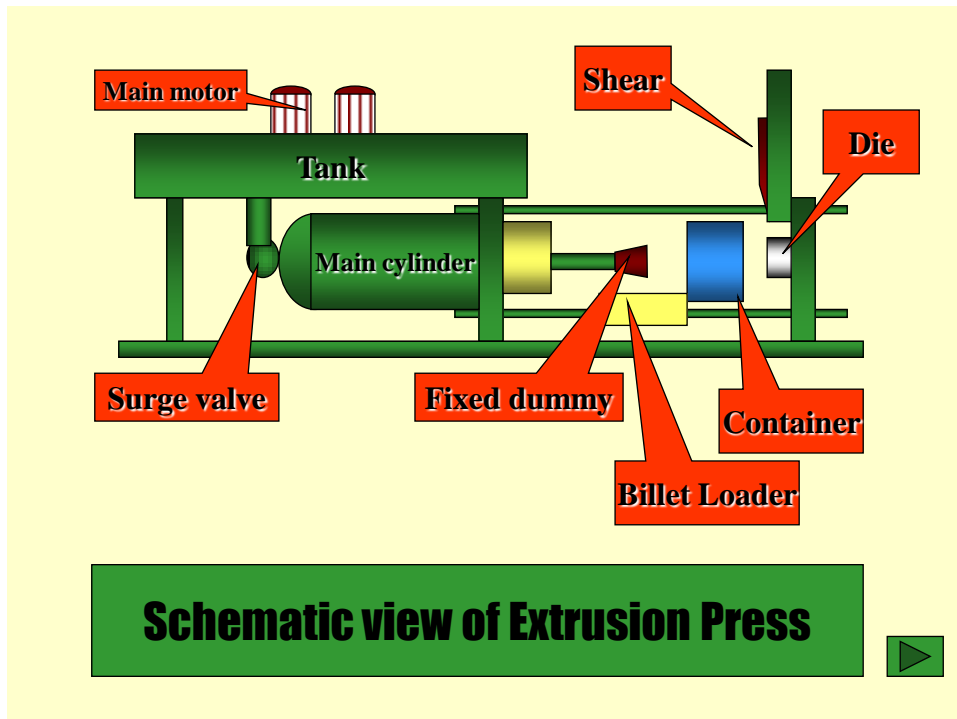 Shear
Main motor
Die
Tank
Main cylinder
Surge valve
Fixed dummy
Container
Billet Loader
Schematic view of Extrusion Press